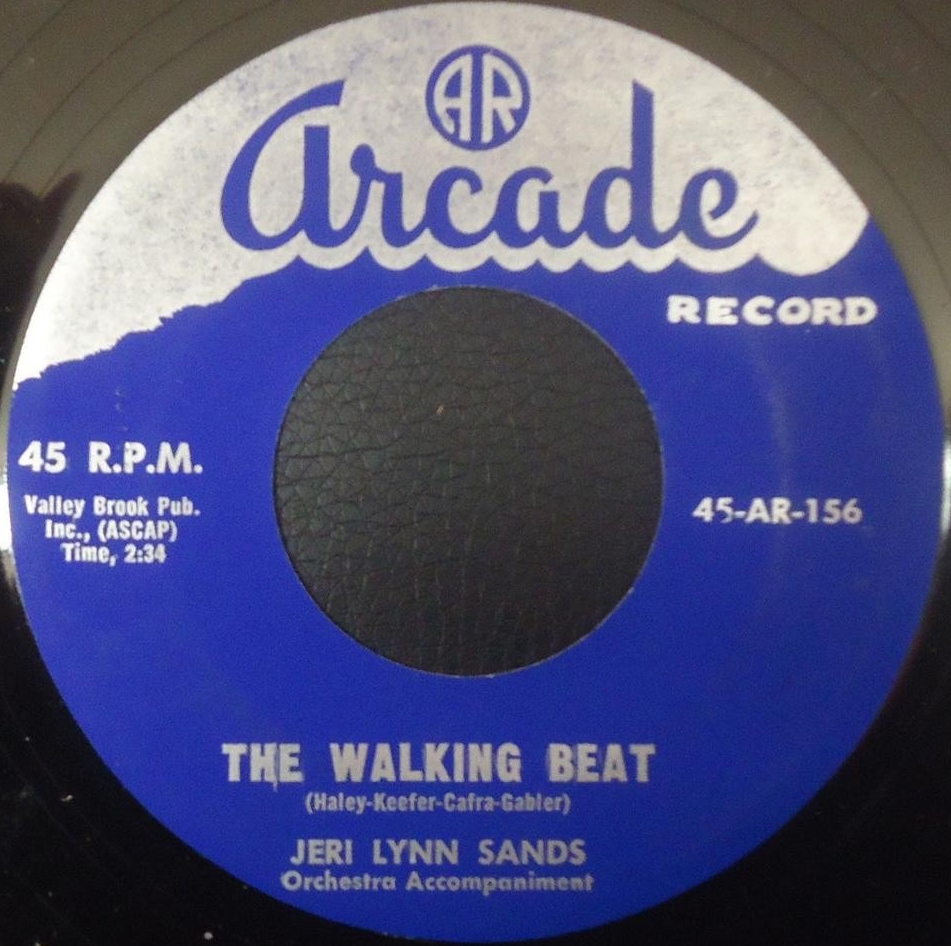 AR
Arcade
RECORD
45 R.P.M.
Valley Brook Pub.
Inc., (ASCAP)
Time, 2:34
45-AR-156
THE WALKING BEAT
(Haley-Keefer-Cafra-Gabler)
JERI LYNN SANDS
Orchestra Accompaniment